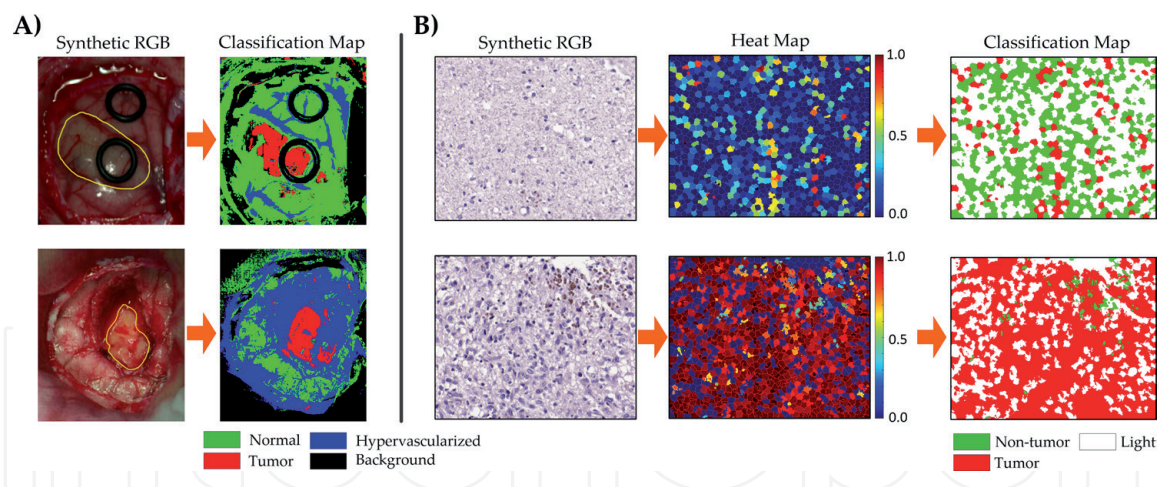 A)
Synthetic RGB
Classification Map
B)
Synthetic RGB
Heat Map
Classification Map
1.0
0.5
0.0
1.0
0.5
0.0
Normal
Hypervascularized
Tumor
Background
Non-tumor
Light
Tumor